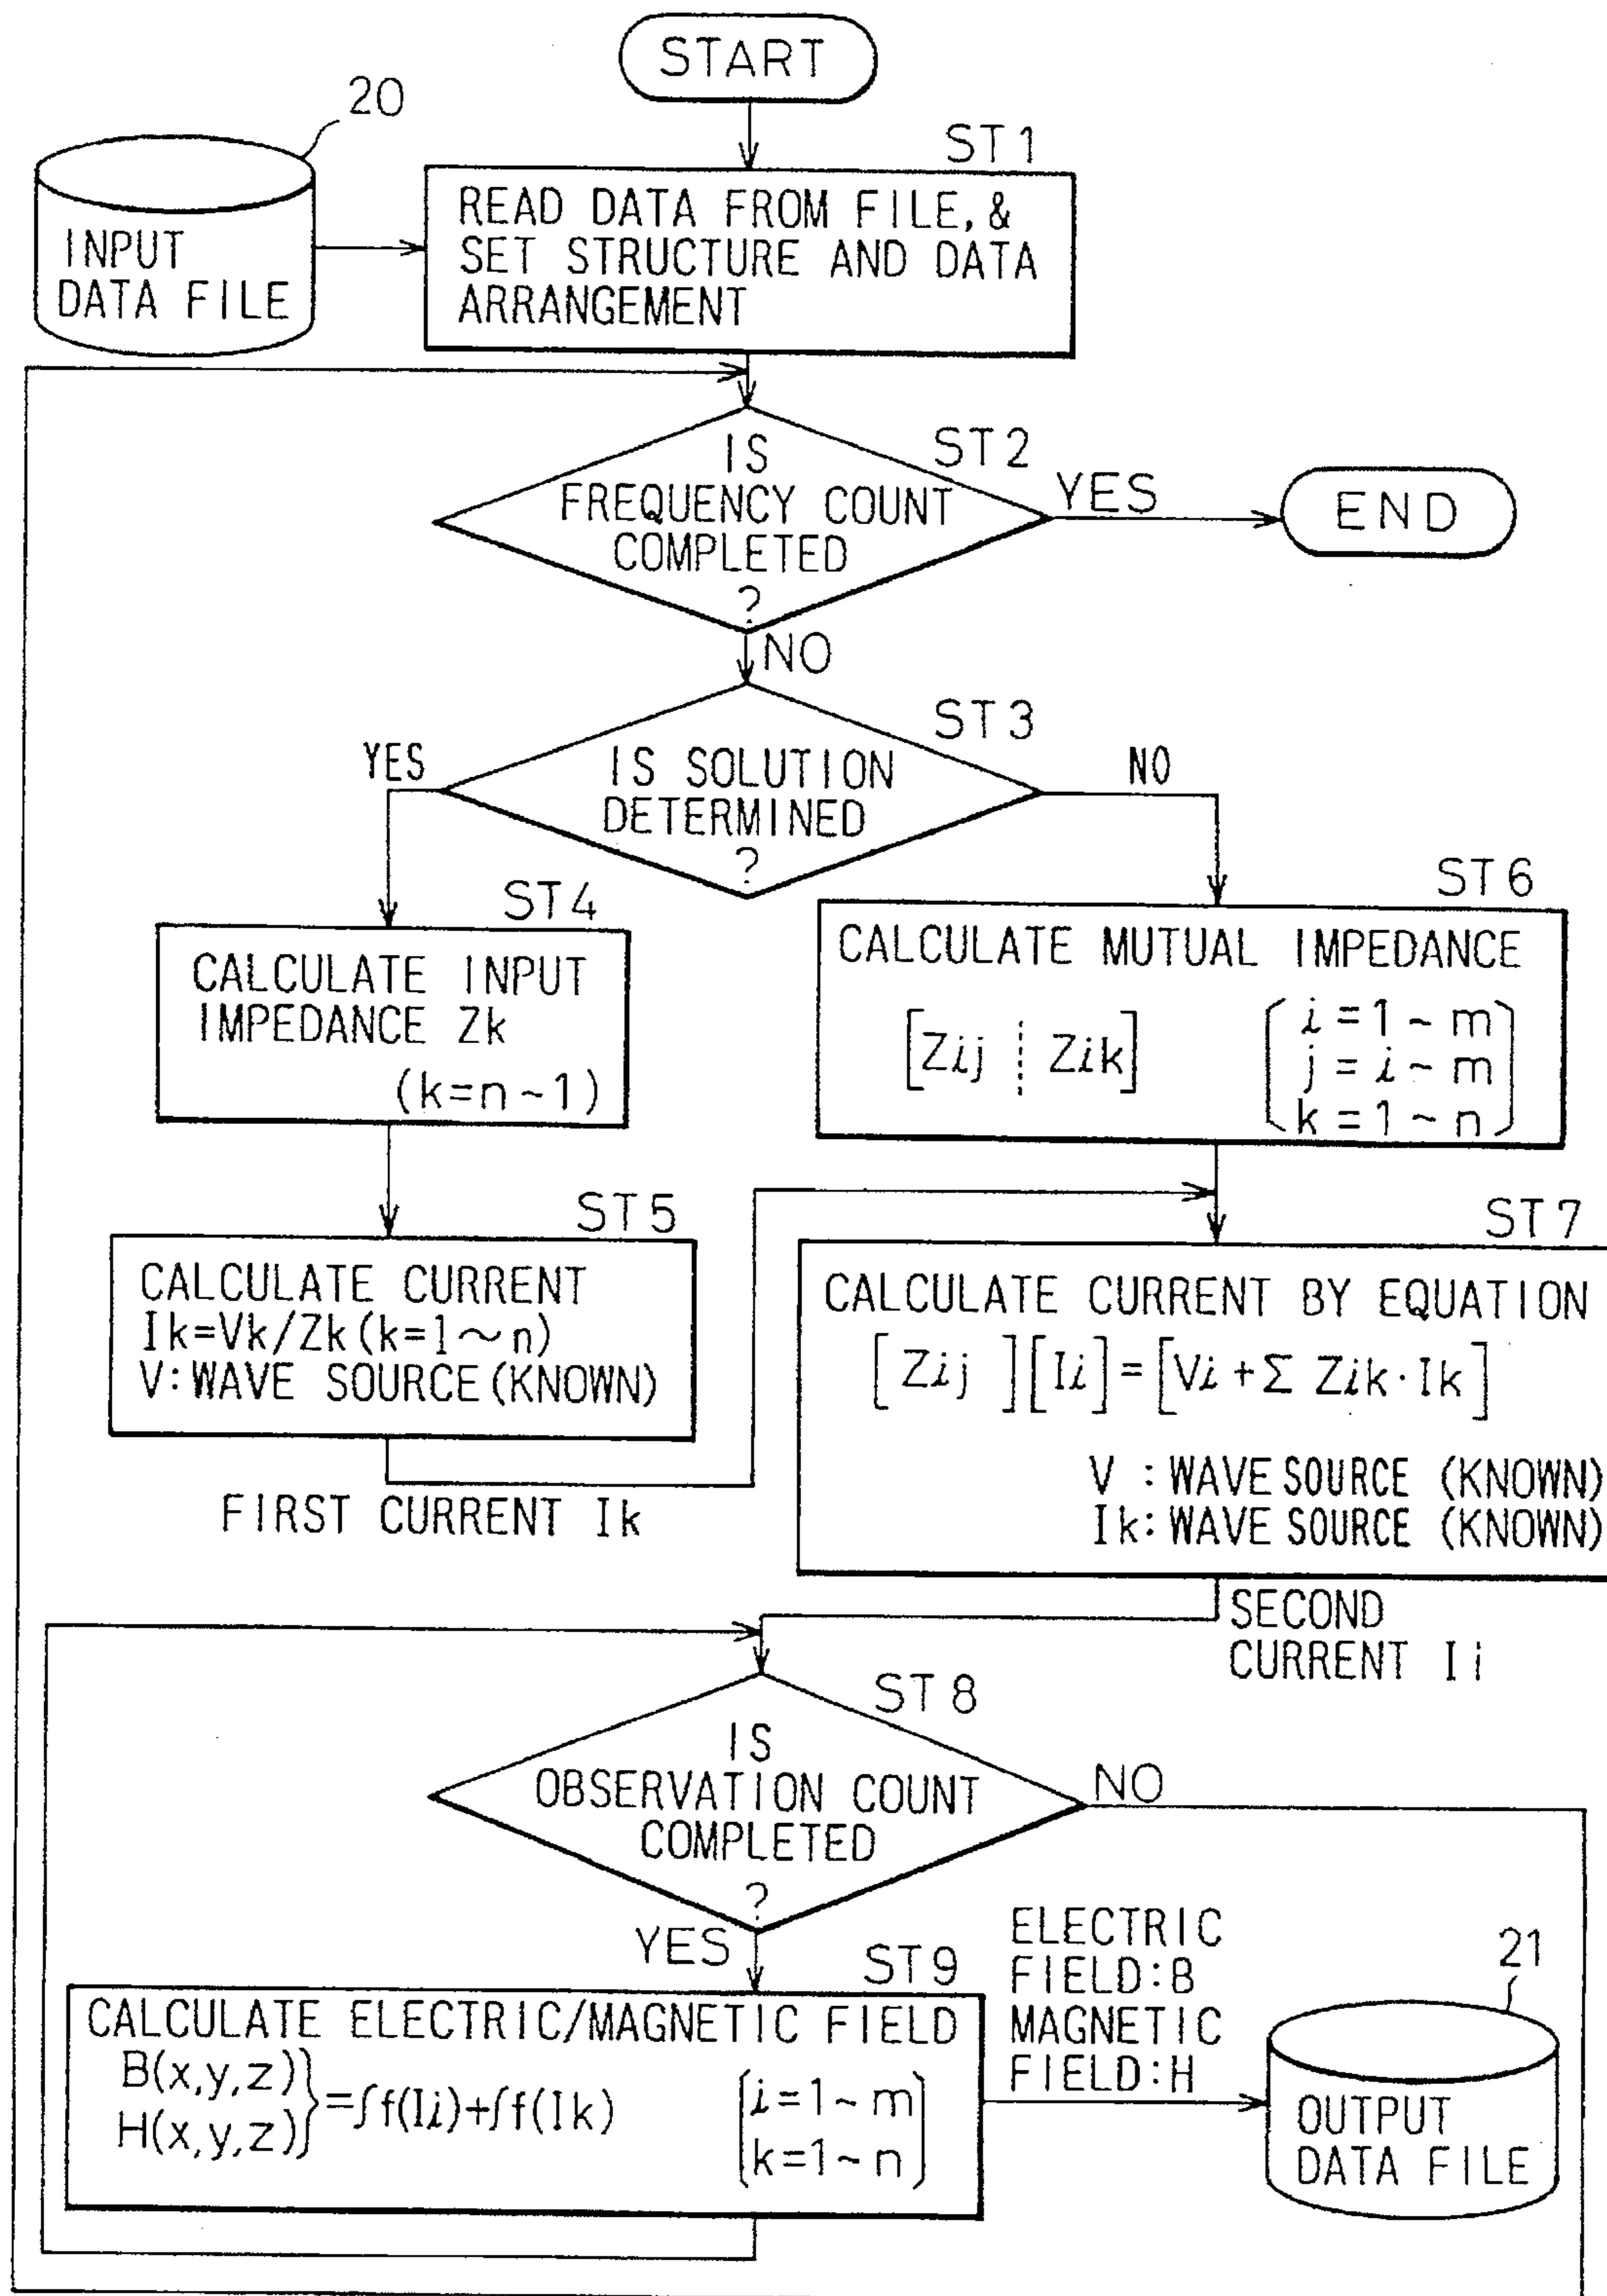 START
20
ST1
INPUT
DATA FILE
READ DATA FROM FILE, &
SET STRUCTURE AND DATA
ARRANGEMENT
ST2
IS
FREQUENCY COUNT
COMPLETED
?
YES
END
NO
ST3
IS SOLUTION
DETERMINED
?
YES
NO
ST4
CALCULATE INPUT
IMPEDANCE Zk
(k=n~1)
ST6
CALCULATE MUTUAL IMPEDANCE
[Zij ┊ Zik]
i = 1 ~ m
j = i ~ m
k = 1 ~ n
ST5
CALCULATE CURRENT
Ik=Vk/Zk(k=1~n)
V:WAVE SOURCE(KNOWN)
FIRST CURRENT Ik
ST7
CALCULATE CURRENT BY EQUATION
[Zij ][Ii]=[Vi+Σ Zik·Ik]
V : WAVE SOURCE (KNOWN)
Ik: WAVE SOURCE (KNOWN)
SECOND
CURRENT Ii
ST8
IS
OBSERVATION COUNT
COMPLETED
?
NO
YES
ST9
CALCULATE ELECTRIC/MAGNETIC FIELD
B(x,y,z)
H(x,y,z)
}=∫f(Ii)+∫f(Ik)
i=1~m
k=1~n
ELECTRIC
FIELD:B
MAGNETIC
FIELD:H
21
OUTPUT
DATA FILE